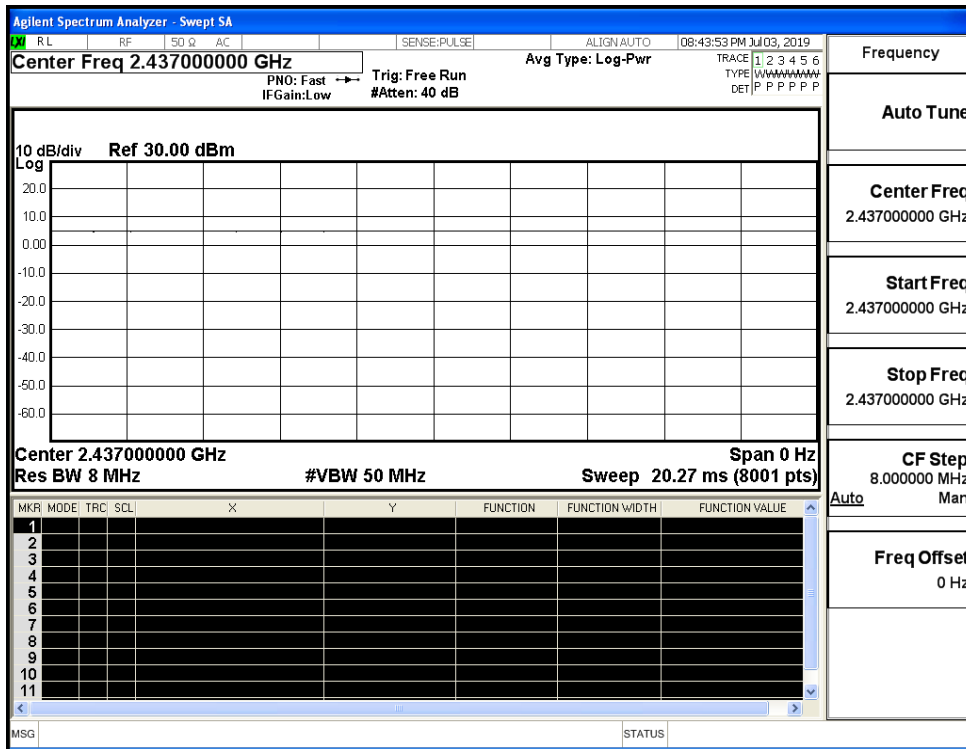 Agilent Spectrum Analyzer - Swept SA
LXI RL RF 50 Ω AC SENSE:PULSE ALIGN AUTO 08:43:53 PM Jul 03, 2019
Center Freq 2.437000000 GHz
PNO: Fast
IFGain:Low
Trig: Free Run
#Atten: 40 dB
Avg Type: Log-Pwr
TRACE 1 2 3 4 5 6
TYPE WWWWWW
DET P P P P P P
10 dB/div Ref 30.00 dBm
Log
20.0
10.0
0.00
-10.0
-20.0
-30.0
-40.0
-50.0
-60.0
Center 2.437000000 GHz Span 0 Hz
Res BW 8 MHz #VBW 50 MHz Sweep 20.27 ms (8001 pts)
MKR MODE TRC SCL X Y FUNCTION FUNCTION WIDTH FUNCTION VALUE
1
2
3
4
5
6
7
8
9
10
11
MSG STATUS
Frequency
Auto Tune
Center Freq
2.437000000 GHz
Start Freq
2.437000000 GHz
Stop Freq
2.437000000 GHz
CF Step
8.000000 MHz
Auto Man
Freq Offset
0 Hz